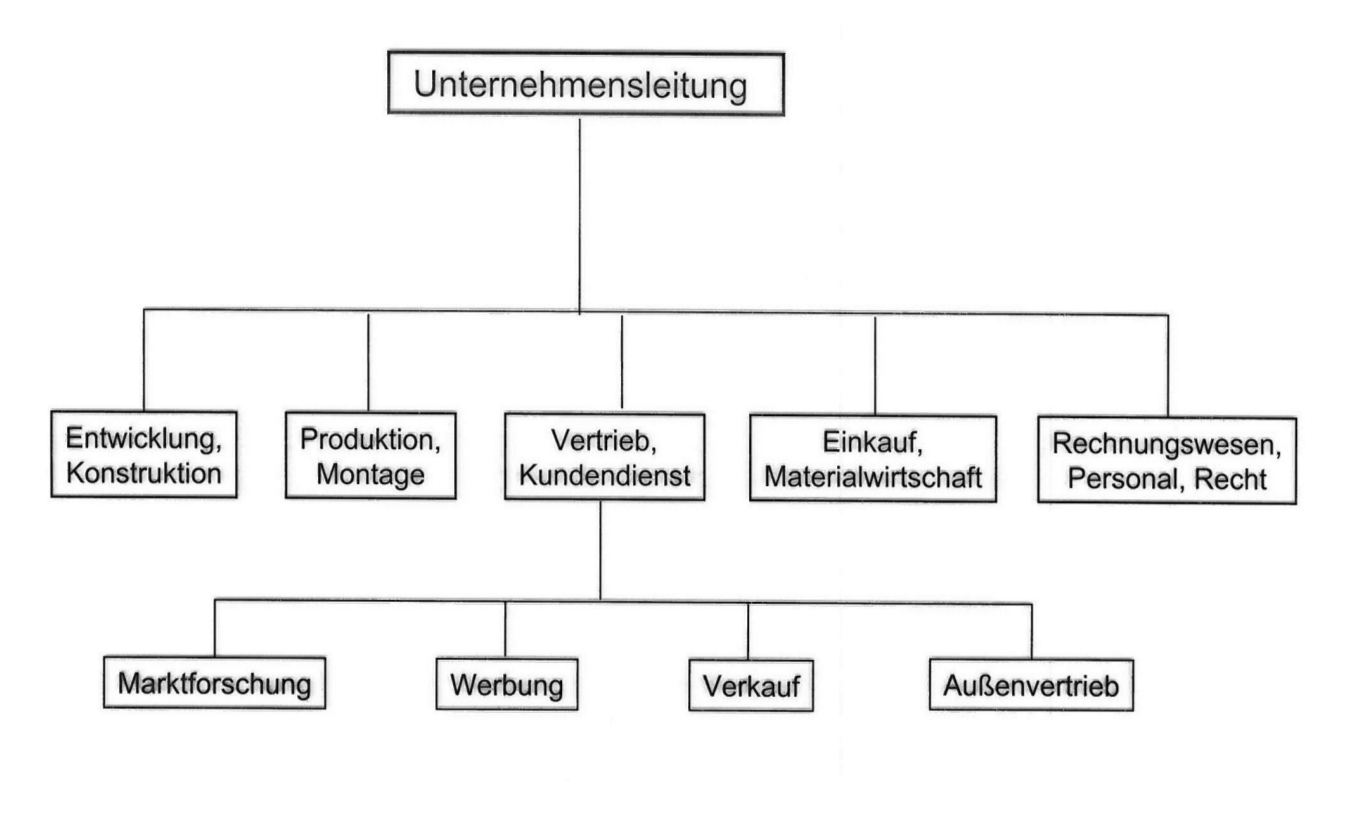 Unternehmensleitung
Entwicklung,
Konstruktion
Produktion,
Montage
Vertrieb,
Kundendienst
Einkauf,
Materialwirtschaft
Rechnungswesen,
Personal, Recht
Marktforschung
Werbung
Verkauf
Außenvertrieb